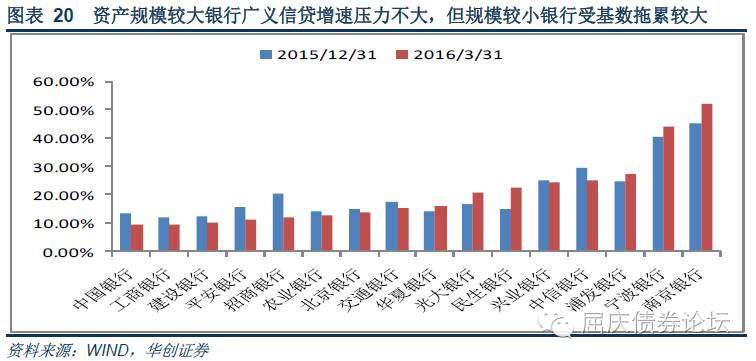 图表 20 资产规模较大银行广义信贷增速压力不大，但规模较小银行受基数拖累较大
2015/12/31 2016/3/31
60.00%
50.00%
40.00%
30.00%
20.00%
10.00%
0.00%
中国银行
工商银行
建设银行
平安银行
招商银行
农业银行
北京银行
交通银行
华夏银行
光大银行
民生银行
兴业银行
中信银行
浦发银行
宁波银行
南京银行
屈庆债券论坛
资料来源：WIND，华创证券